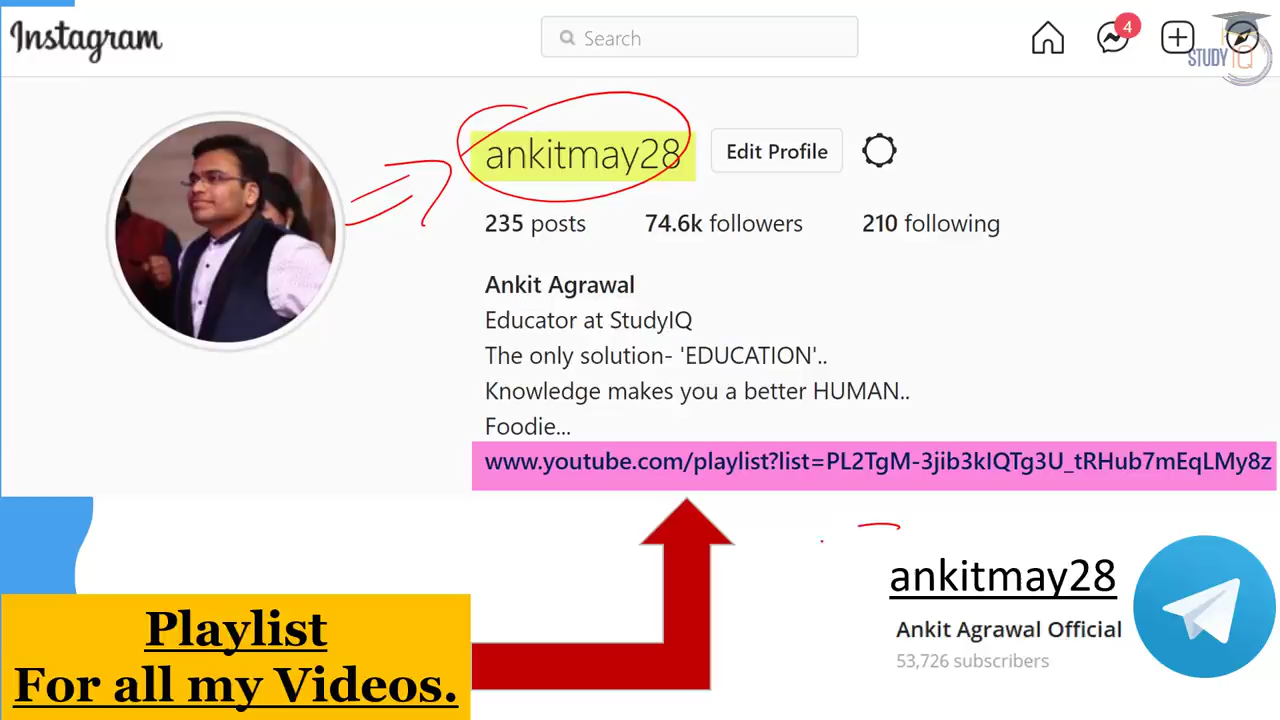 Instagram
Search
4
STUDY IQ
ankitmay28
Edit Profile
235 posts 74.6k followers 210 following
Ankit Agrawal
Educator at StudyIQ
The only solution- 'EDUCATION'..
Knowledge makes you a better HUMAN..
Foodie...
www.youtube.com/playlist?list=PL2TgM-3jib3kIQTg3U_tRHub7mEqLMy8z
ankitmay28
Ankit Agrawal Official
53,726 subscribers
Playlist
For all my Videos.